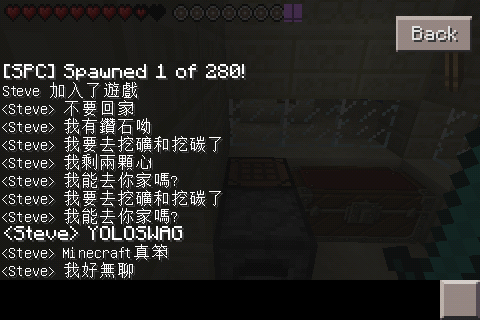 Back
[SPC] Spawned 1 of 280!
Steve 加入了遊戲
<Steve> 不要回家
<Steve> 我有鑽石呦
<Steve> 我要去挖礦和挖碳了
<Steve> 我剩兩顆心
<Steve> 我能去你家嗎?
<Steve> 我要去挖礦和挖碳了
<Steve> 我能去你家嗎?
<Steve> YOLOSWAG
<Steve> Minecraft真笨
<Steve> 我好無聊